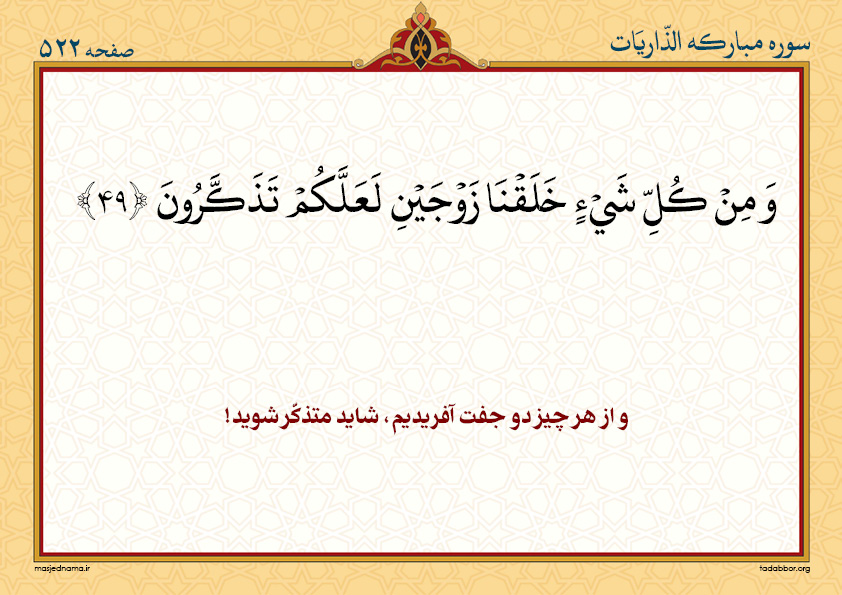 سوره مبارکه الذّاریَات
صفحه ۵۲۲
وَ مِنْ کُلِّ شَيْءٍ خَلَقْنَا زَوْجَيْنِ لَعَلَّکُمْ تَذَکَّرُونَ ﴿۴۹﴾
و از هر چیز دو جفت آفریدیم، شاید متذکّر شوید!
masjednama.ir
tadabbor.org